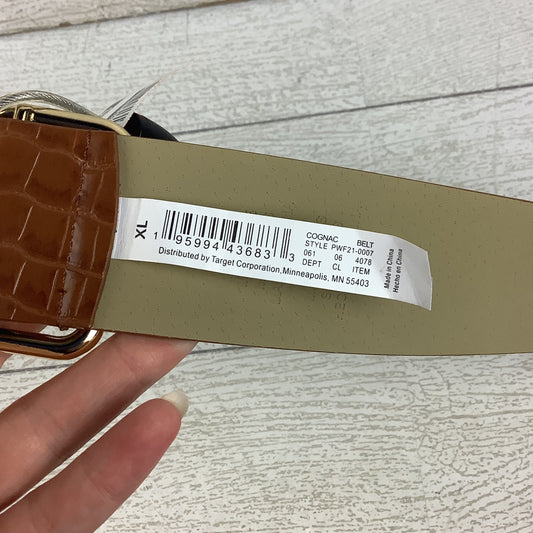 XL
1 95994 43683 3
Distributed by Target Corporation, Minneapolis, MN 55403
COGNAC BELT
STYLE PWF21-0007
061 06 4078
DEPT CL ITEM
Made in China
Hecho en China